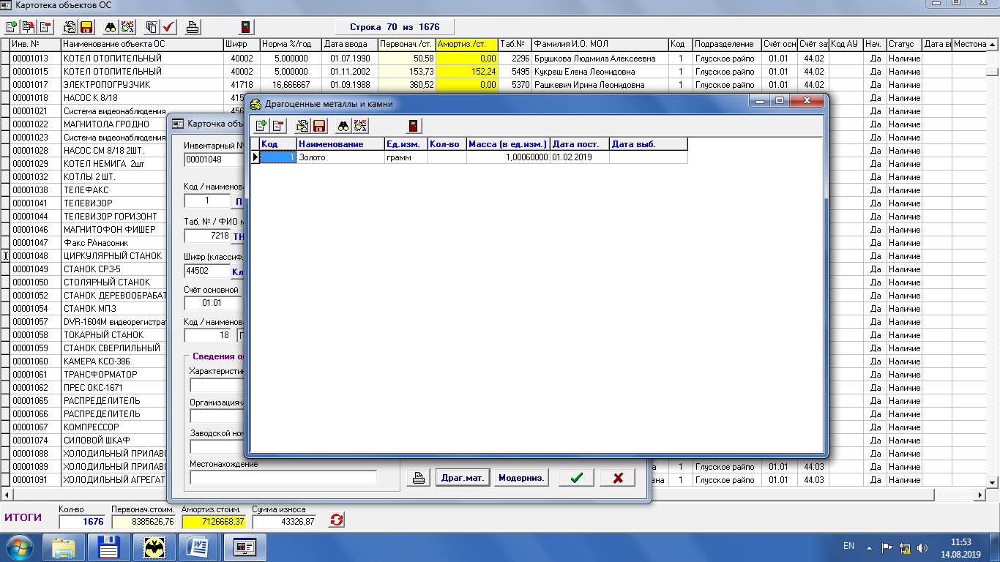 Картотека объектов ОС
Строка 70 из 1676
Инв. № Наименование объекта ОС Шифр Норма %/год Дата ввода Первонач./ст. Амортиз./ст. Таб.№ Фамилия И.О. МОЛ Код Подразделение Счёт осн Счёт за Код АУ Нач. Статус Дата вы Местона
00001013 КОТЕЛ ОТОПИТЕЛЬНЫЙ 40002 5,000000 01.07.1990 50,58 0,00 2296 Брушкова Людмила Алексеевна 1 Глусское райпо 01.01 44.02 Да Наличие
00001015 КОТЕЛ ОТОПИТЕЛЬНЫЙ 40002 5,000000 01.11.2002 153,73 152,24 5495 Кукреш Елена Леонидовна 1 Глусское райпо 01.01 44.02 Да Наличие
00001017 ЭЛЕКТРОПОГРУЗЧИК 41718 16,666667 01.09.1988 360,52 0,00 5370 Рашкевич Ирина Леонидовна 1 Глусское райпо 01.01 44.02 Да Наличие
00001018 НАСОС К 8/18 Да Наличие
00001021 Система видеонаблюдения Да Наличие
00001022 МАГНИТОЛА ГРОДНО Да Наличие
00001023 Система видеонаблюдения Да Наличие
00001028 НАСОС СМ 8/18 2ШТ. Да Наличие
00001029 КОТЕЛ НЕМИГА 2шт Да Наличие
00001032 КОТЛЫ 2 ШТ. Да Наличие
00001038 ТЕЛЕФАКС Да Наличие
00001041 ТЕЛЕВИЗОР Да Наличие
00001044 ТЕЛЕВИЗОР ГОРИЗОНТ Да Наличие
00001046 МАГНИТОФОН ФИШЕР Да Наличие
00001047 Факс РАнасоник Да Наличие
00001048 ЦИРКУЛЯРНЫЙ СТАНОК Да Наличие
00001049 СТАНОК СРЗ-5 Да Наличие
00001050 СТОЛЯРНЫЙ СТАНОК Да Наличие
00001052 СТАНОК ДЕРЕВООБРАБАТ Да Наличие
00001054 СТАНОК МПЗ Да Наличие
00001057 DVR-1604М видеорегистрат Да Наличие
00001058 ТОКАРНЫЙ СТАНОК Да Наличие
00001059 СТАНОК СВЕРЛИЛЬНЫЙ Да Наличие
00001060 КАМЕРА КСО-386 Да Наличие
00001061 ТРАНСФОРМАТОР Да Наличие
00001062 ПРЕС ОКС-1671 Да Наличие
00001065 РАСПРЕДЕЛИТЕЛЬ Да Наличие
00001066 РАСПРЕДЕЛИТЕЛЬ Да Наличие
00001067 КОМПРЕССОР Да Наличие
00001074 СИЛОВОЙ ШКАФ Да Наличие
00001088 ХОЛОДИЛЬНЫЙ ПРИЛАВО Да Наличие
00001089 ХОЛОДИЛЬНЫЙ ПРИЛАВО а 1 Глусское райпо 01.01 44.03 Да Наличие
00001091 ХОЛОДИЛЬНЫЙ АГРЕГАТ вна 1 Глусское райпо 01.01 44.03 Да Наличие
Карточка объ
Инвентарный №
00001048
Код / наименова
1 П
Таб. № / ФИО
7218 ТН
Шифр (классиф.
44502 Кл
Счёт основной
01.01
Код / наименова
18
Сведения о
Характеристик
Организация-и
Заводской ном
Местонахождение
Драг.мат. Модерниз.
Драгоценные металлы и камни
Код Наименование Ед.изм. Кол-во Масса (в ед.изм.) Дата пост. Дата выб.
1 Золото грамм 1,00060000 01.02.2019
ИТОГИ
Кол-во Первонач.стоим. Амортиз.стоим. Сумма износа
1676 8385626,76 7126668,37 43326,87
EN
11:53
14.08.2019